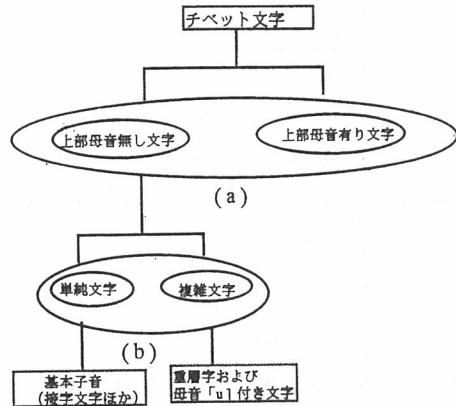 チベット文字
上部母音無し文字
上部母音有り文字
(a)
単純文字
複雑文字
(b)
基本子音
(接字文字ほか)
重層字および
母音「u」付き文字